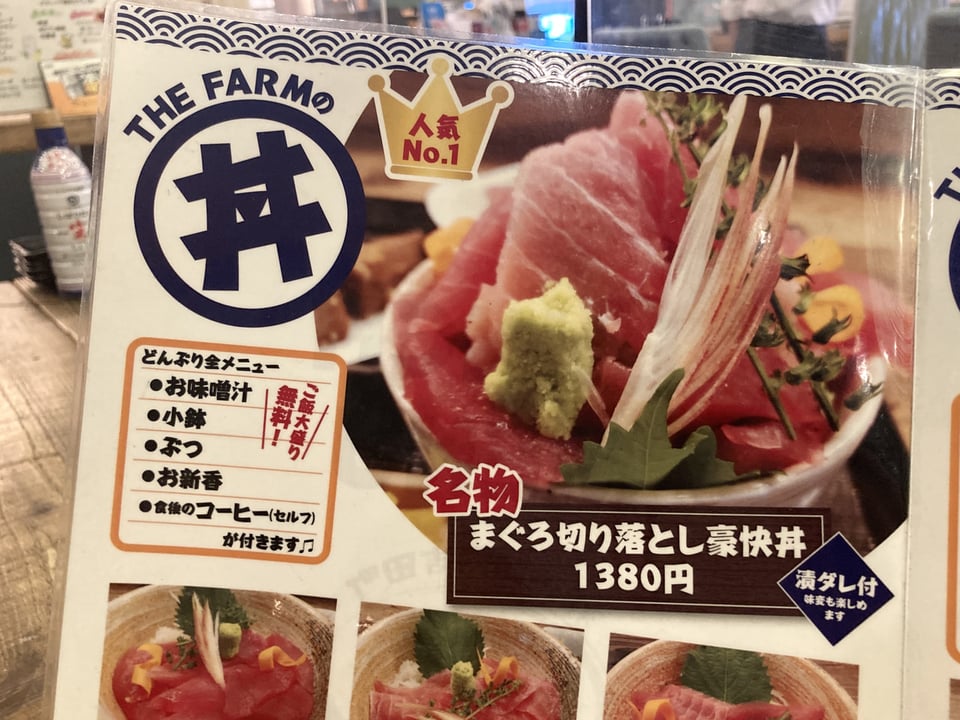 THE FARMの
丼
人気
No.1
どんぶり全メニュー
●お味噌汁
●小鉢
●ぶつ
●お新香
●食後のコーヒー(セルフ)
が付きます♫
ご飯大盛り
無料！
名物
まぐろ切り落とし豪快丼
1380円
漬ダレ付
味変も楽しめ
ます